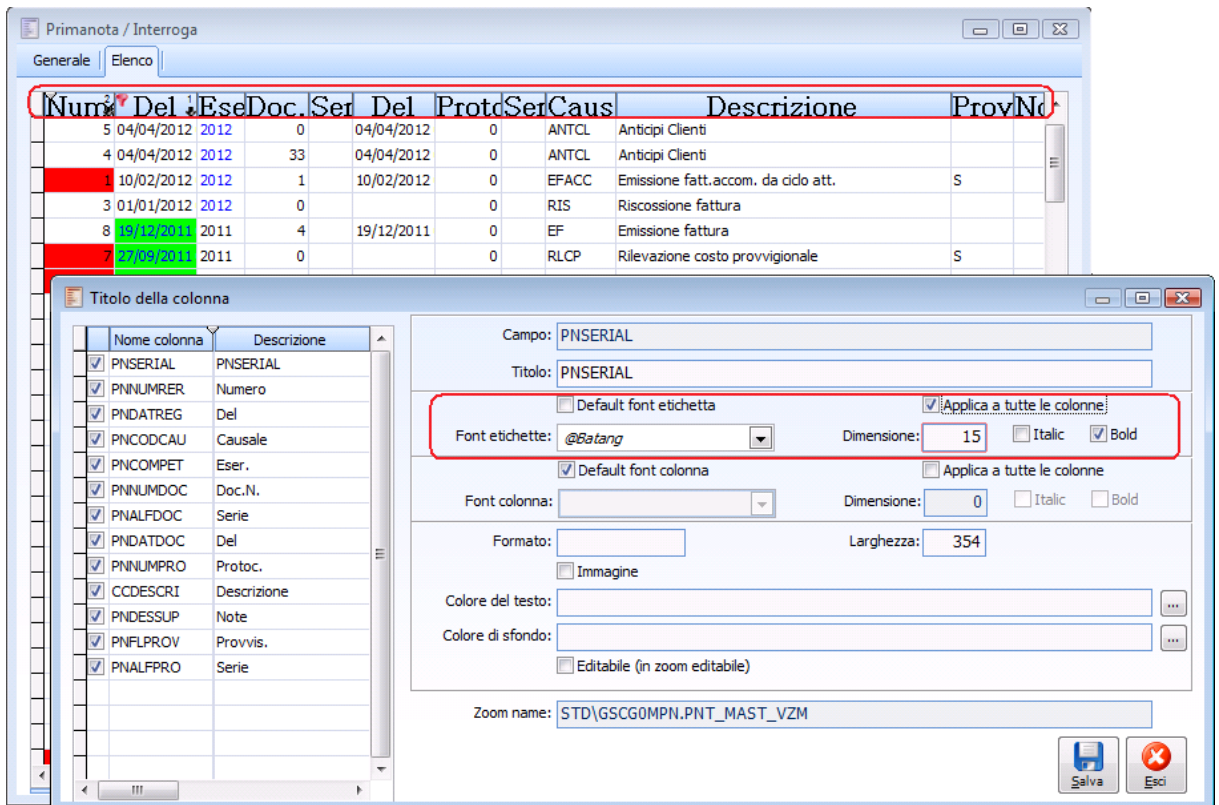 Primanota / Interroga
Generale Elenco
Num 2 Del 1 Ese Doc. Ser Del Proto Ser Caus Descrizione Prov No
5 04/04/2012 2012 0 04/04/2012 0 ANTCL Anticipi Clienti
4 04/04/2012 2012 33 04/04/2012 0 ANTCL Anticipi Clienti
1 10/02/2012 2012 1 10/02/2012 0 EFACC Emissione fatt.accom. da ciclo att. S
3 01/01/2012 2012 0 0 RIS Riscossione fattura
8 19/12/2011 2011 4 19/12/2011 0 EF Emissione fattura
7 27/09/2011 2011 0 0 RLCP Rilevazione costo provvigionale S
Titolo della colonna
Nome colonna Descrizione
PNSERIAL PNSERIAL
PNNUMRER Numero
PNDATREG Del
PNCODCAU Causale
PNCOMPET Eser.
PNNUMDOC Doc.N.
PNALFDOC Serie
PNDATDOC Del
PNNUMPRO Protoc.
CCDESCRI Descrizione
PNDESSUP Note
PNFLPROV Provvis.
PNALFPRO Serie
Campo: PNSERIAL
Titolo: PNSERIAL
Default font etichetta Applica a tutte le colonne
Font etichette: @Batang Dimensione: 15 Italic Bold
Default font colonna Applica a tutte le colonne
Font colonna: Dimensione: 0 Italic Bold
Formato: Larghezza: 354
Immagine
Colore del testo: ...
Colore di sfondo: ...
Editabile (in zoom editabile)
Zoom name: STD\GSCG0MPN.PNT_MAST_VZM
Salva Esci